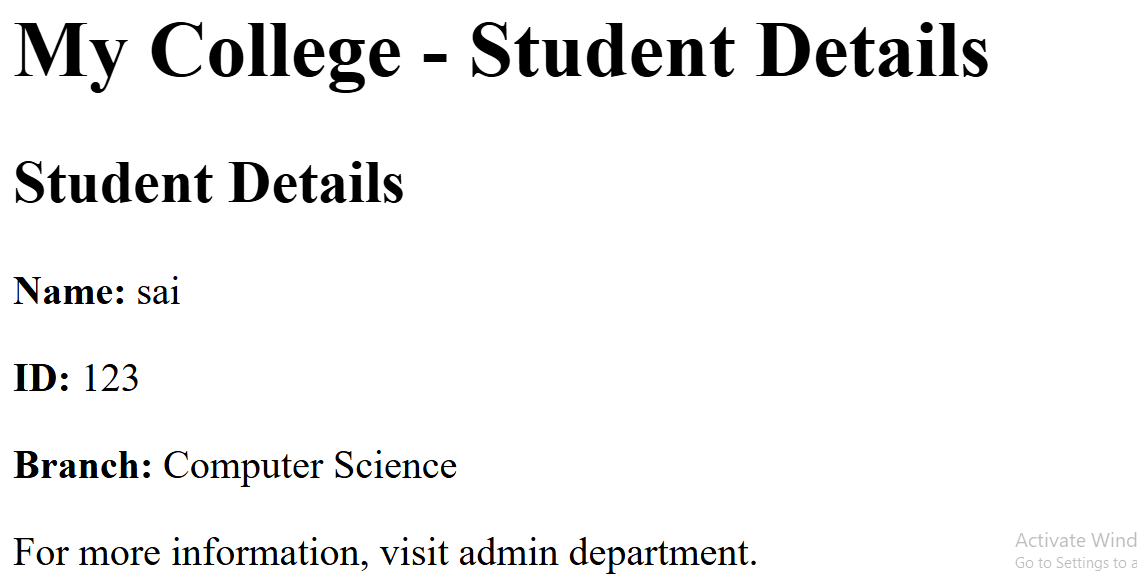 My College - Student Details
Student Details
Name: sai
ID: 123
Branch: Computer Science
For more information, visit admin department.
Activate Wind
Go to Settings to a